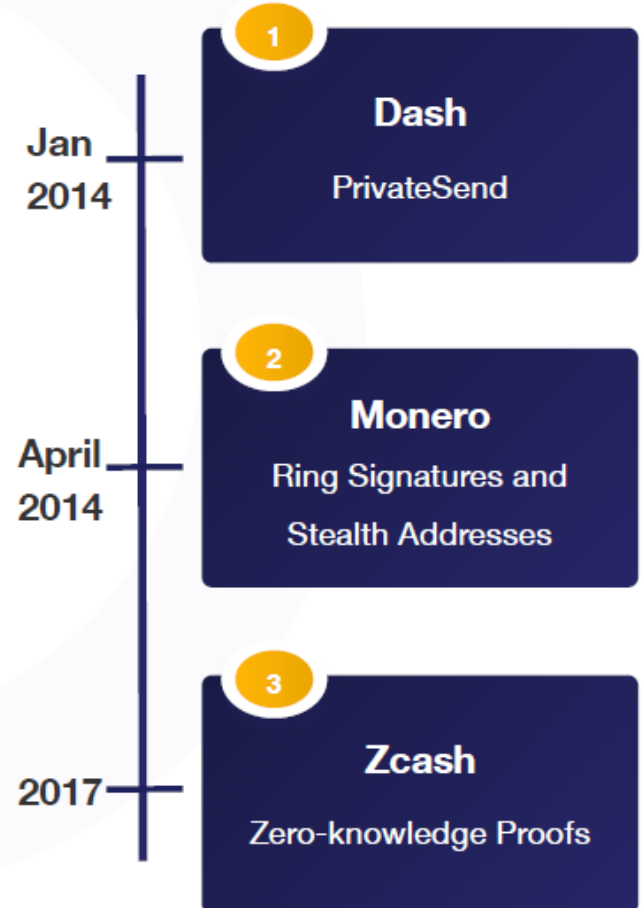 1
Dash
PrivateSend
Jan
2014
2
Monero
Ring Signatures and
Stealth Addresses
April
2014
3
Zcash
Zero-knowledge Proofs
2017